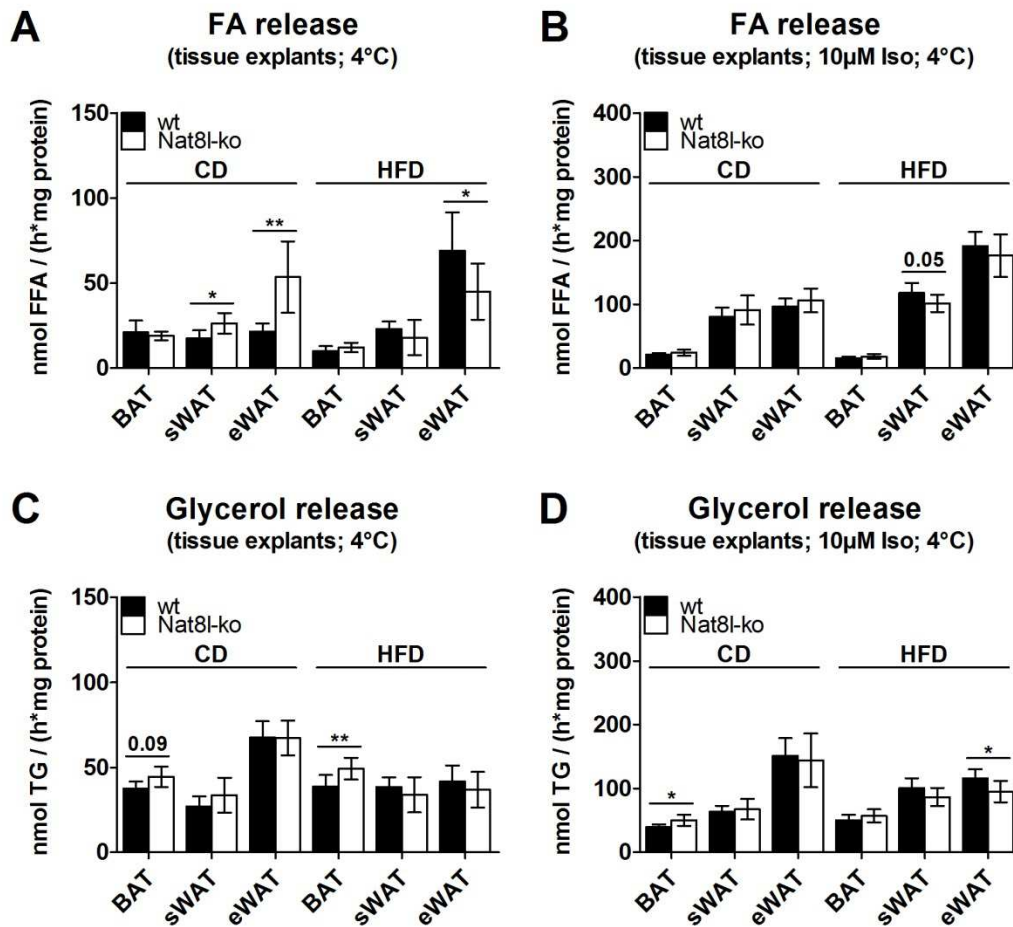 A
FA release
(tissue explants; 4°C)
nmol FFA / (h*mg protein)
150
100
50
0
wt
Nat8l-ko
CD
HFD
*
**
*
BAT
sWAT
eWAT
BAT
sWAT
eWAT
B
FA release
(tissue explants; 10µM Iso; 4°C)
nmol FFA / (h*mg protein)
400
300
200
100
0
wt
Nat8l-ko
CD
HFD
0.05
BAT
sWAT
eWAT
BAT
sWAT
eWAT
C
Glycerol release
(tissue explants; 4°C)
nmol TG / (h*mg protein)
150
100
50
0
wt
Nat8l-ko
CD
HFD
0.09
**
BAT
sWAT
eWAT
BAT
sWAT
eWAT
D
Glycerol release
(tissue explants; 10µM Iso; 4°C)
nmol TG / (h*mg protein)
400
300
200
100
0
wt
Nat8l-ko
CD
HFD
*
*
BAT
sWAT
eWAT
BAT
sWAT
eWAT